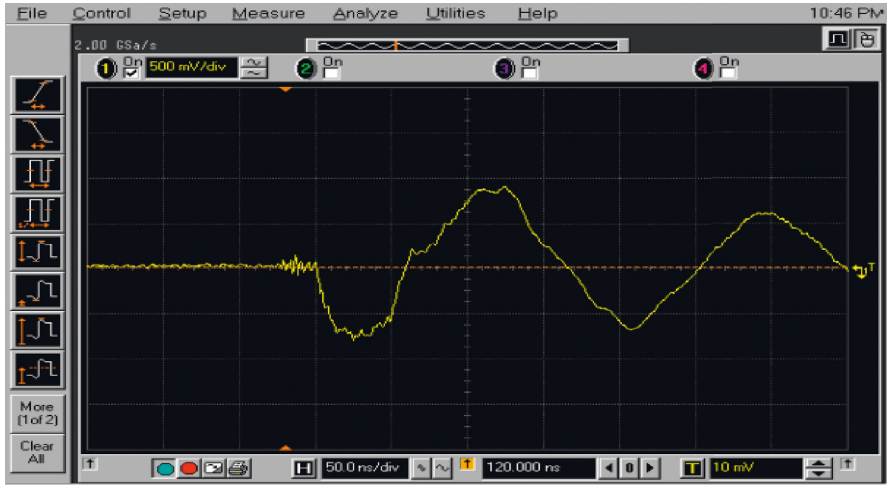 File Control Setup Measure Analyze Utilities Help 10:46 PM
2.00 GSa/s
1 On 500 mV/div 2 On 3 On 4 On
T
More
(1 of 2)
Clear
All
H 50.0 ns/div 120.000 ns 0 T 10 mV